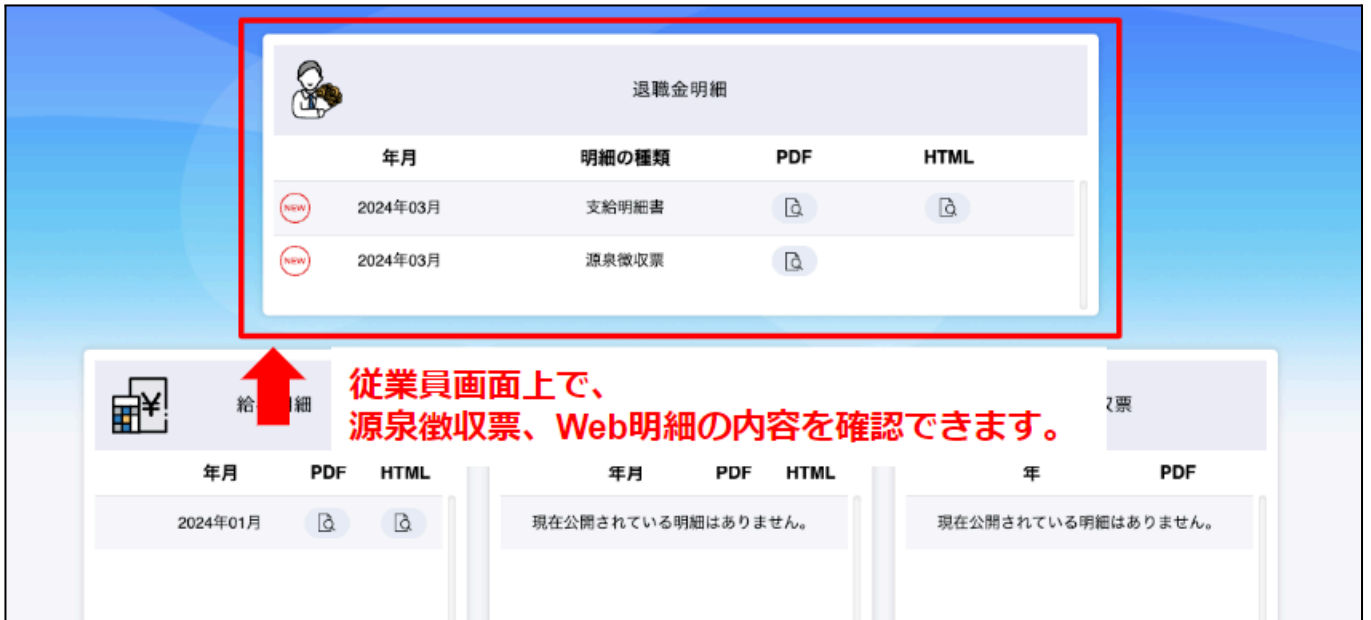 退職金明細
年月 明細の種類 PDF HTML
NEW 2024年03月 支給明細書
NEW 2024年03月 源泉徴収票
従業員画面上で、
源泉徴収票、Web明細の内容を確認できます。
給 細
収票
年月 PDF HTML
2024年01月
年月 PDF HTML
現在公開されている明細はありません。
年 PDF
現在公開されている明細はありません。